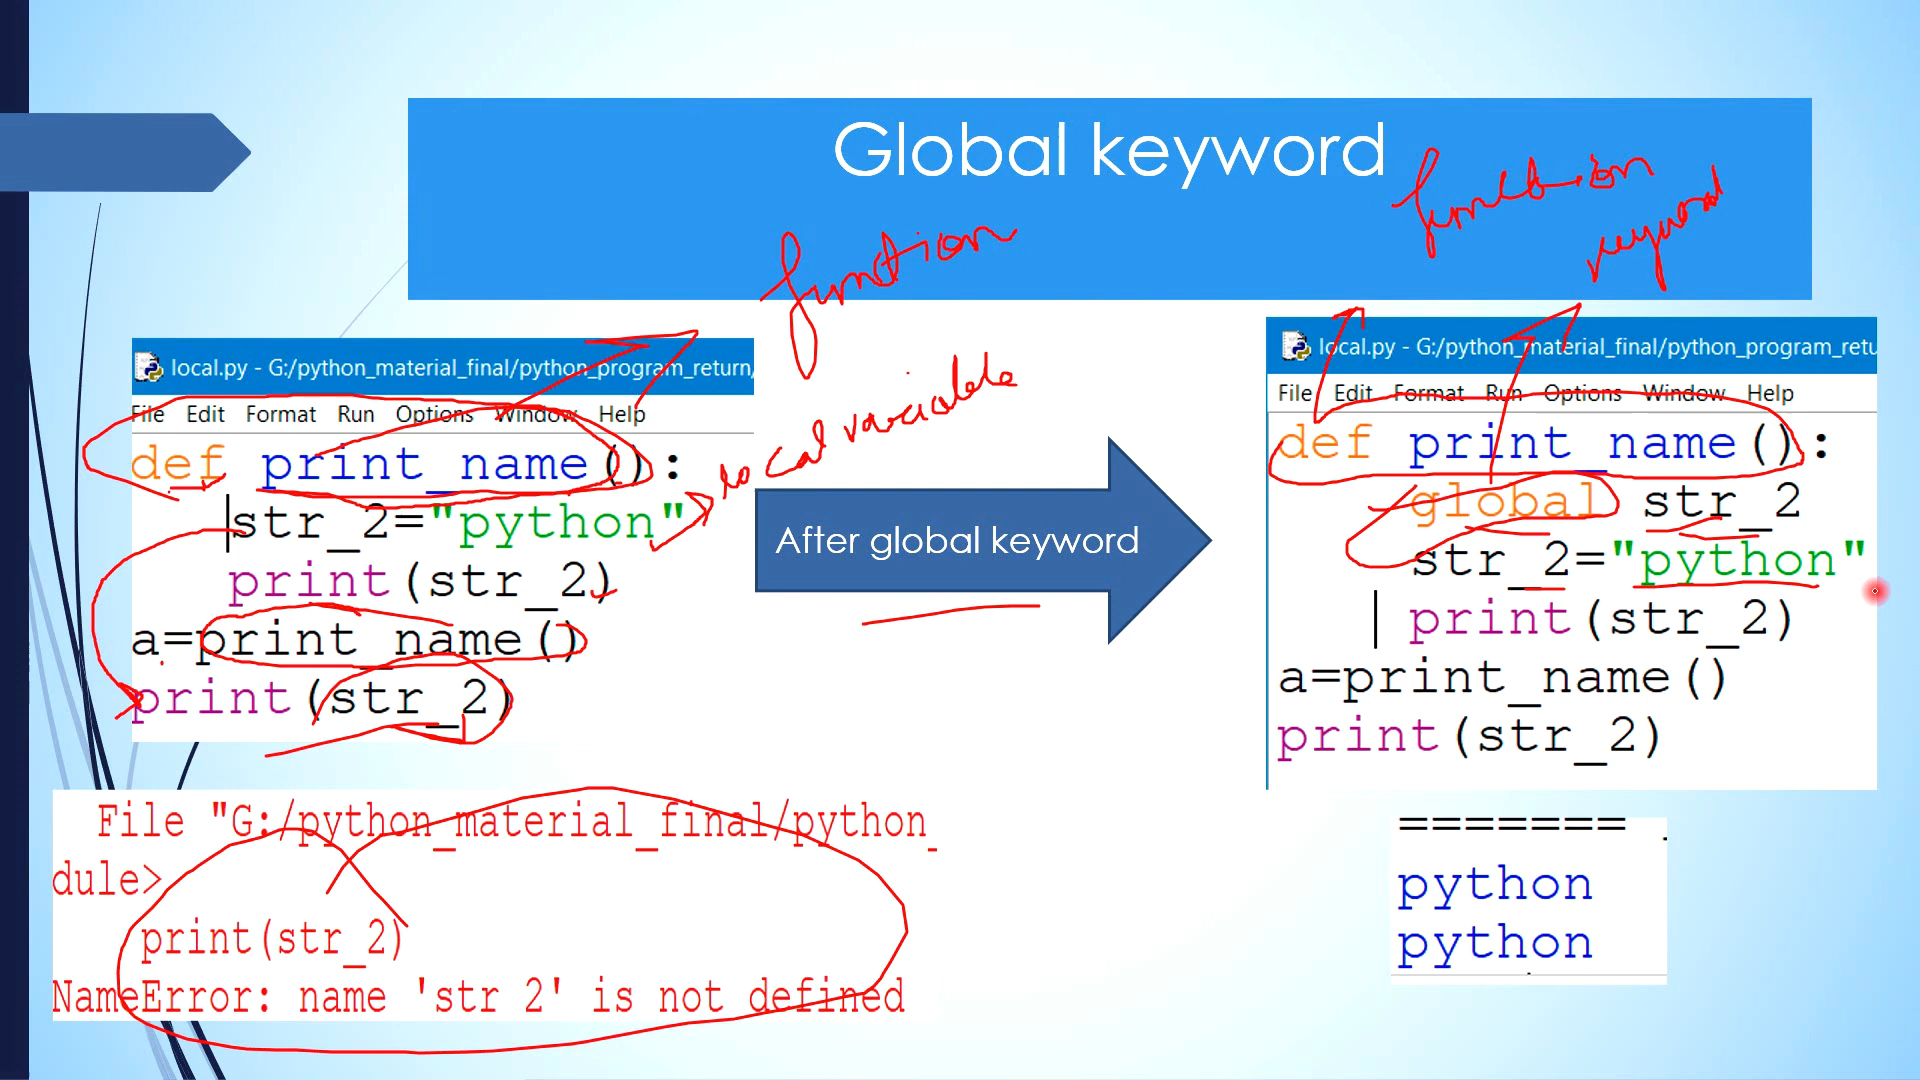 Global keyword
function
function
keyword
local.py - G:/python_material_final/python_program_return,
File Edit Format Run Options Window Help
def print_name():
str_2="python"
print(str_2)
a=print_name()
print(str_2)
local variable
After global keyword
local.py - G:/python_material_final/python_program_retu
File Edit Format Run Options Window Help
def print_name():
global str_2
str_2="python"
print(str_2)
a=print_name()
print(str_2)
File "G:/python_material_final/python_
dule>
print(str_2)
NameError: name 'str 2' is not defined
=======
python
python